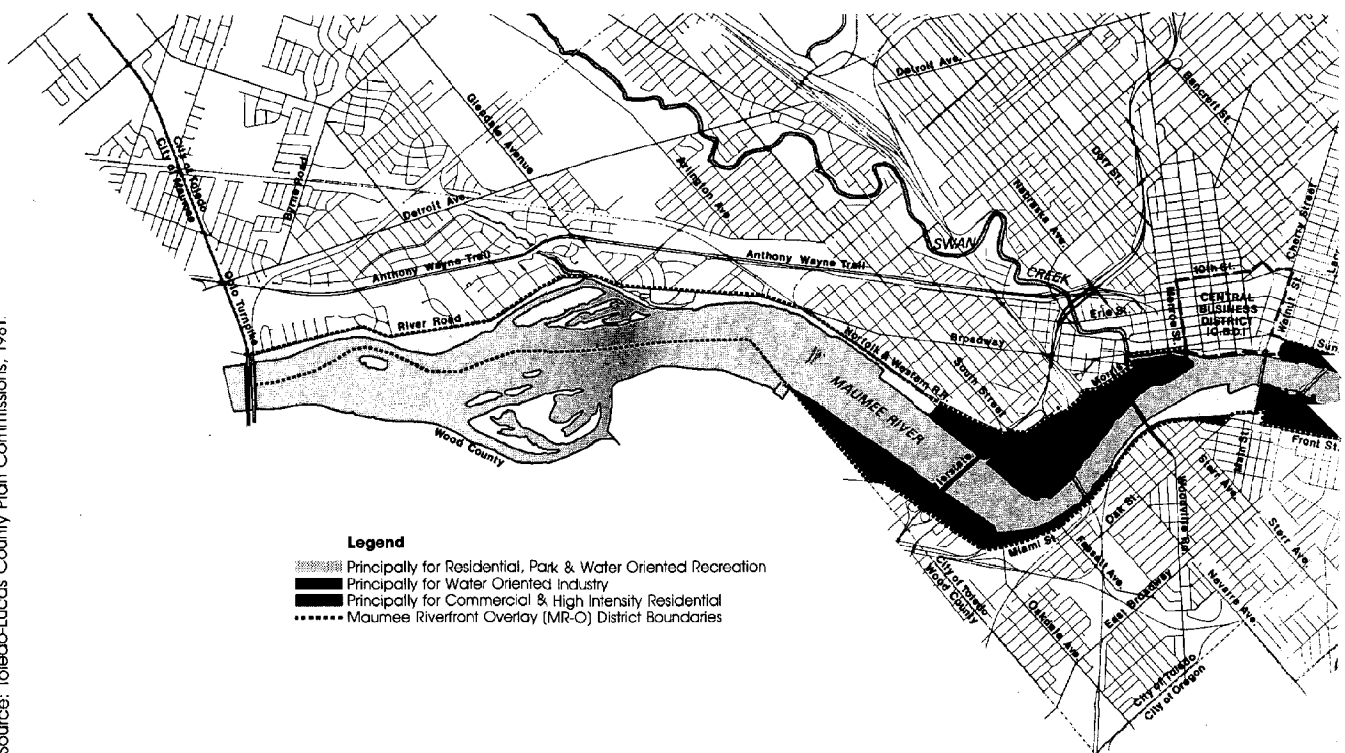 Source: Toledo-Lucas County Plan Commissions, 1981.
Detroit Ave.
Bancroft St.
Glendale Avenue
City of Toledo
City of Maumee
Byrne Road
Arlington Ave.
Dorr St.
Nebraska Ave.
Cherry Street
Detroit Ave.
SWAN
CREEK
Anthony Wayne Trail
Anthony Wayne Trail
10th St.
CENTRAL
BUSINESS
DISTRICT
(C.B.D.)
Walnut St.
Ohio Turnpike
Erie St.
Monroe St.
River Road
Norfolk & Western R.R.
Broadway
South Street
Morris
Sum
MAUMEE RIVER
Wood County
Main St.
Front St.
Starr Ave.
Oak St.
Woodville Rd.
Miami St.
Fassett Ave.
Starr Ave.
City of Toledo
Wood County
Oakdale Ave.
East Broadway
Navarre Ave.
City of Toledo
City of Oregon
Legend
Principally for Residential, Park & Water Oriented Recreation
Principally for Water Oriented Industry
Principally for Commercial & High Intensity Residential
Maumee Riverfront Overlay (MR-O) District Boundaries